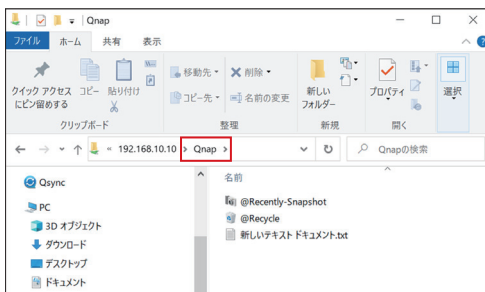 Qnap
ファイル ホーム 共有 表示
クイック アクセス
にピン留めする
コピー
貼り付け
移動先
コピー先
削除
名前の変更
新しい
フォルダー
プロパティ
選択
クリップボード 整理 新規 開く
« 192.168.10.10 > Qnap >
Qnapの検索
Qsync
PC
3D オブジェクト
ダウンロード
デスクトップ
ドキュメント
名前
@Recently-Snapshot
@Recycle
新しいテキスト ドキュメント.txt